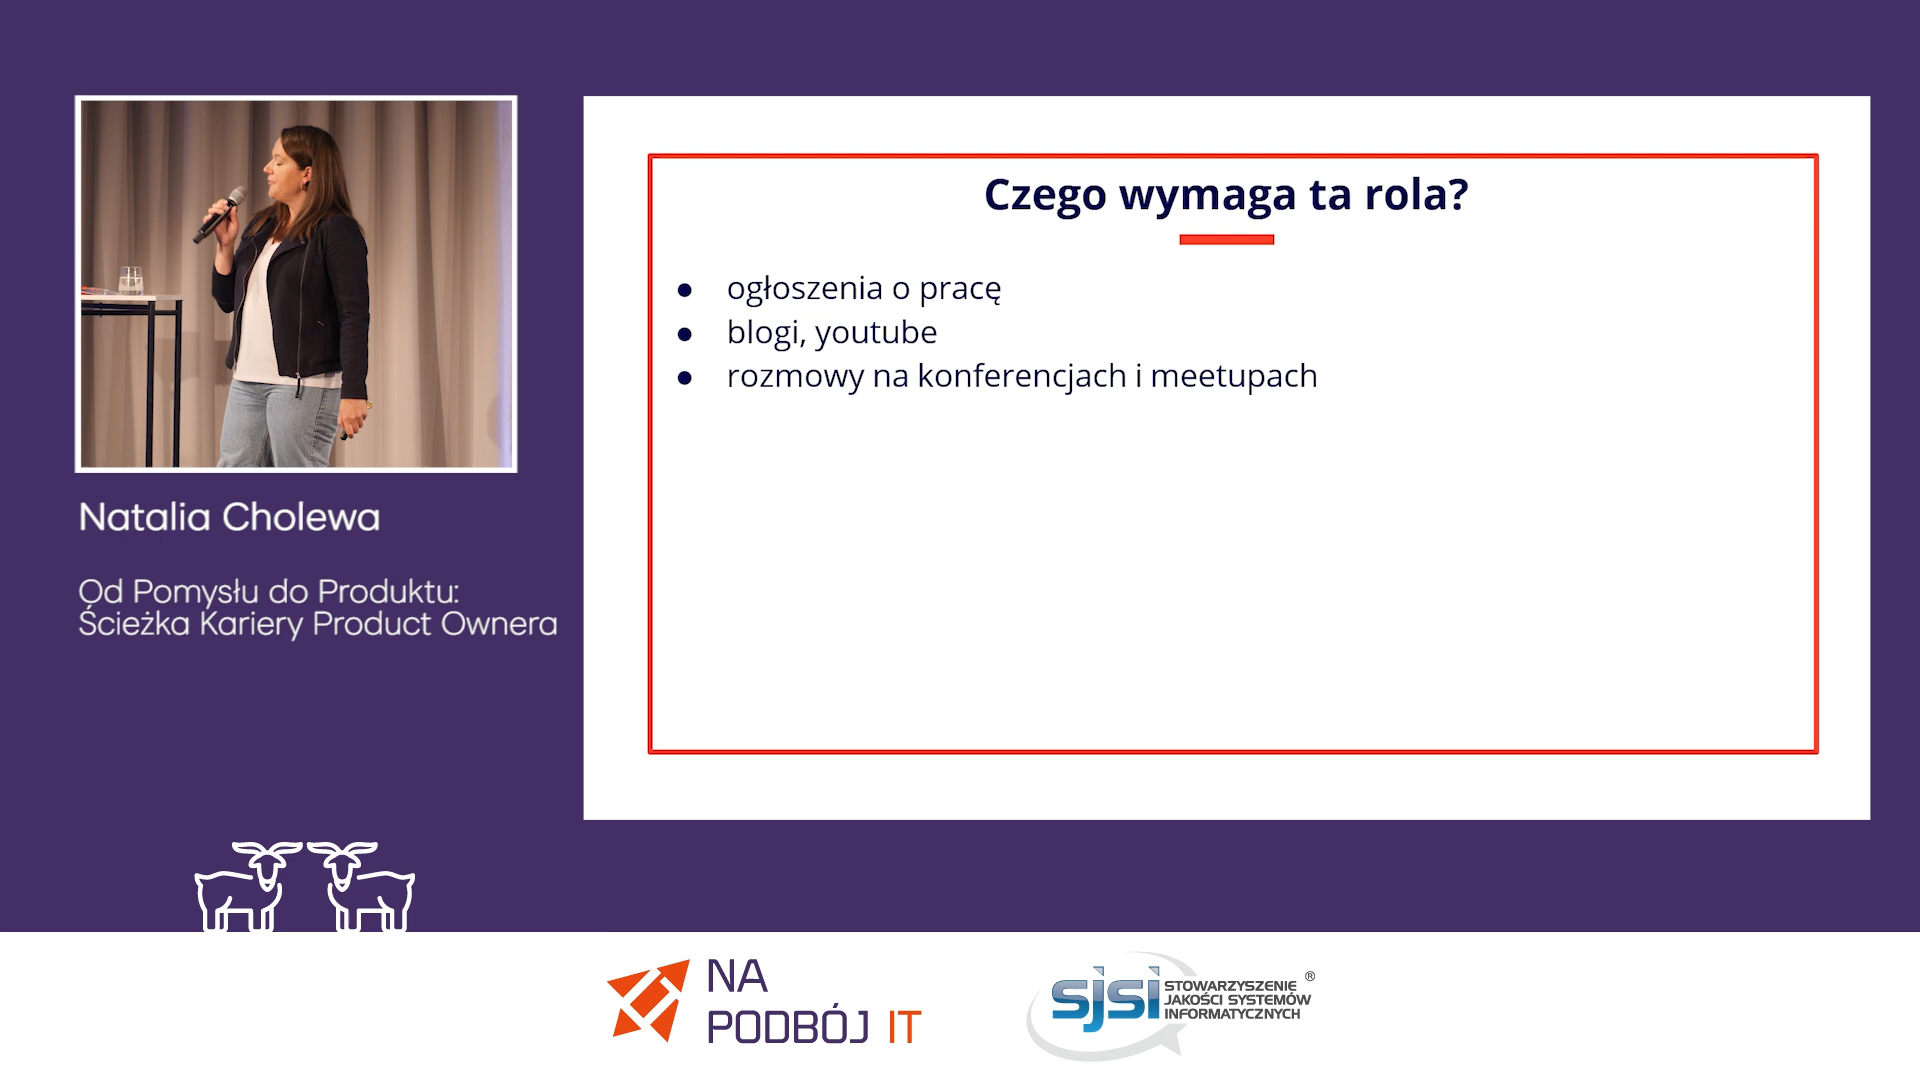 Natalia Cholewa
Od Pomysłu do Produktu:
Ścieżka Kariery Product Ownera
Czego wymaga ta rola?
● ogłoszenia o pracę
● blogi, youtube
● rozmowy na konferencjach i meetupach
NA
PODBÓJ IT
sjsi
STOWARZYSZENIE ®
JAKOŚCI SYSTEMÓW
INFORMATYCZNYCH